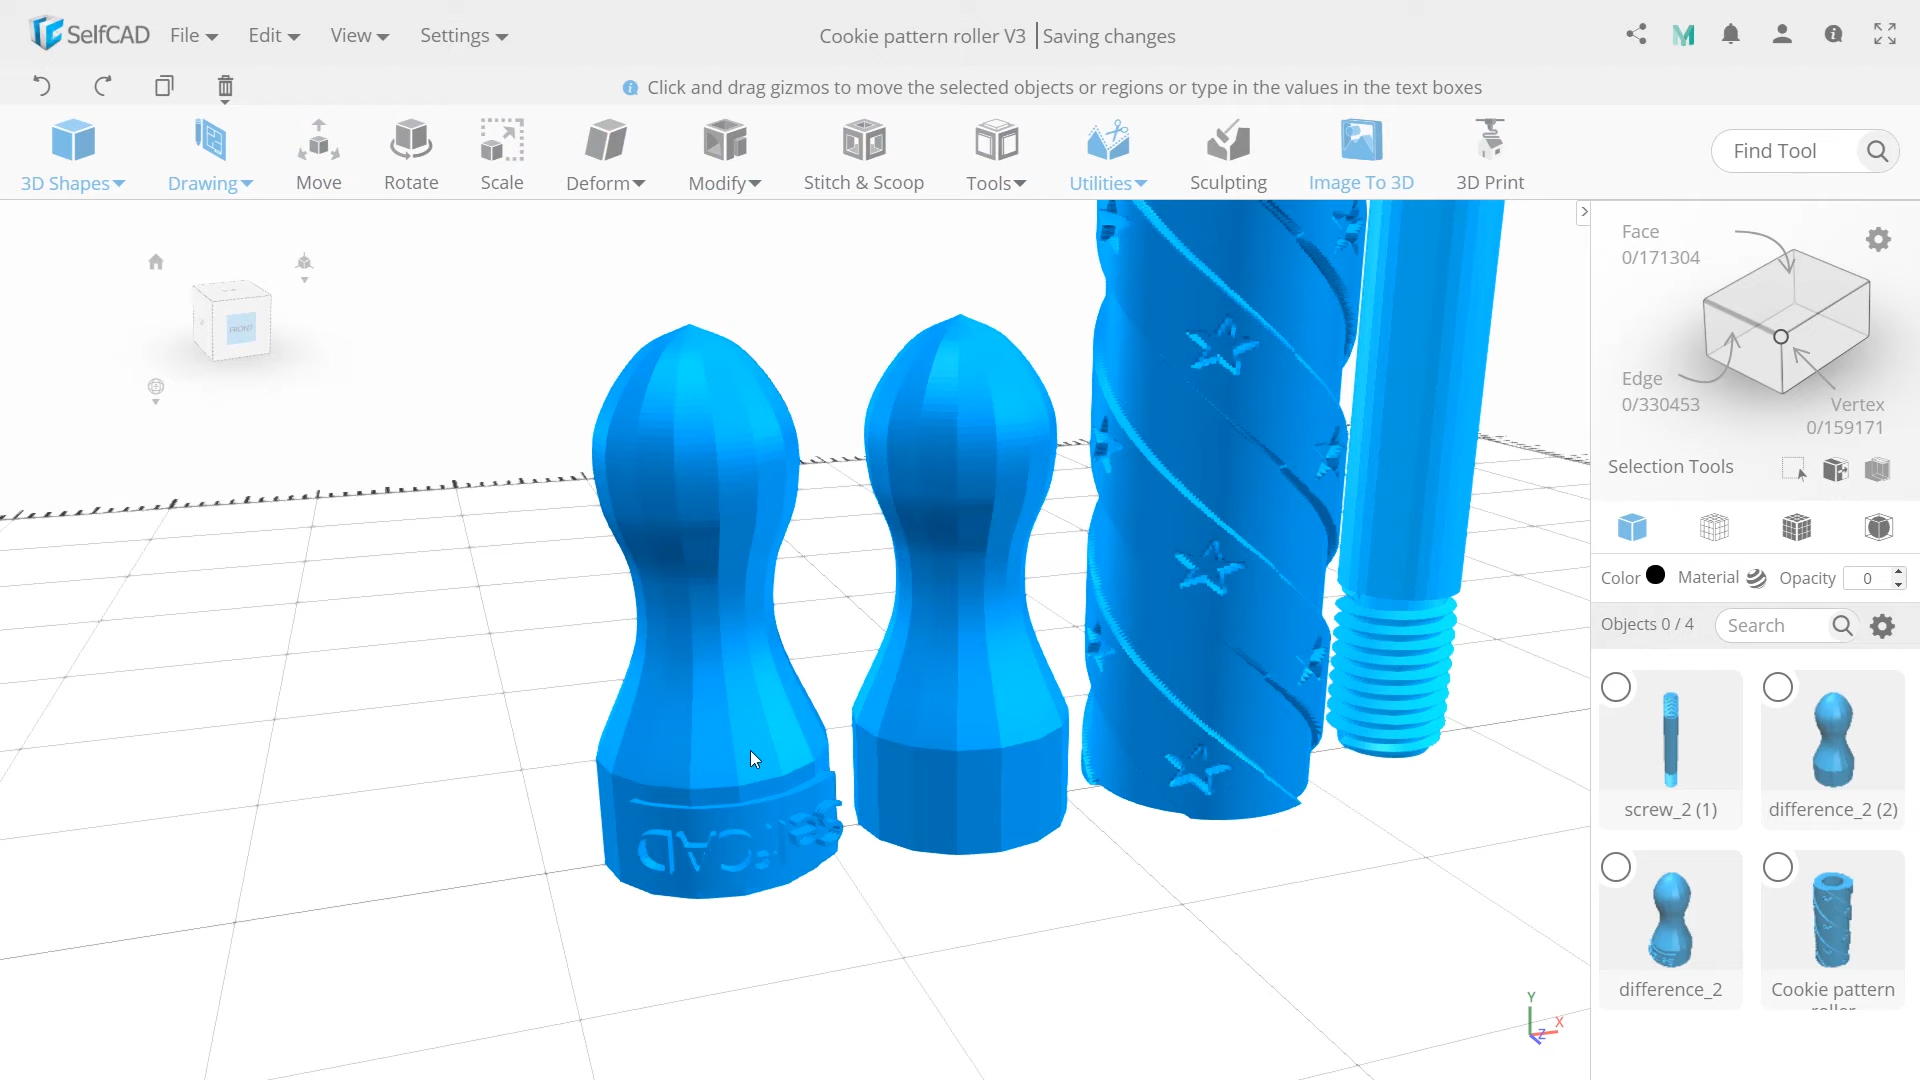 SelfCAD File Edit View Settings Cookie pattern roller V3 Saving changes
Click and drag gizmos to move the selected objects or regions or type in the values in the text boxes
3D Shapes Drawing Move Rotate Scale Deform Modify Stitch & Scoop Tools Utilities Sculpting Image To 3D 3D Print Find Tool
Face
0/171304
FRONT
Edge
0/330453
Vertex
0/159171
Selection Tools
Color Material Opacity 0
Objects 0 / 4 Search
screw_2 (1) difference_2 (2)
difference_2 Cookie pattern
roller
Y
X
Z